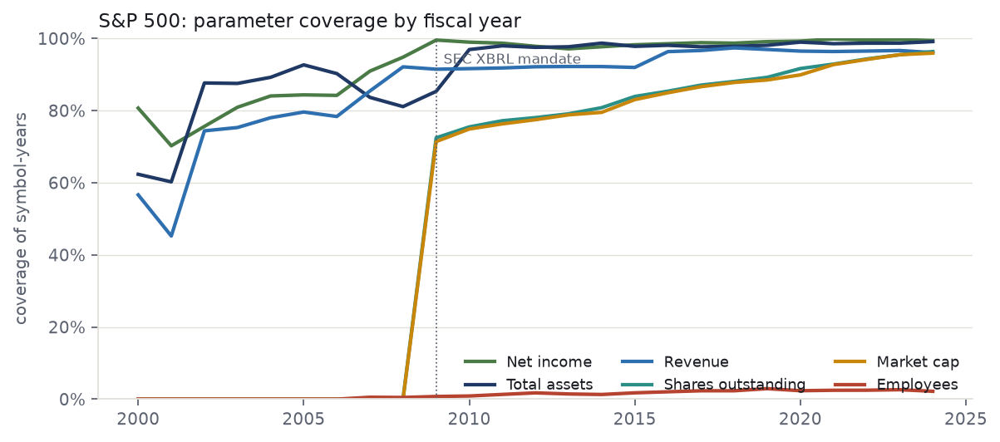 S&P 500: parameter coverage by fiscal year
100%
80%
60%
40%
20%
0%
coverage of symbol-years
SEC XBRL mandate
Net income
Revenue
Market cap
Total assets
Shares outstanding
Employees
2000
2005
2010
2015
2020
2025